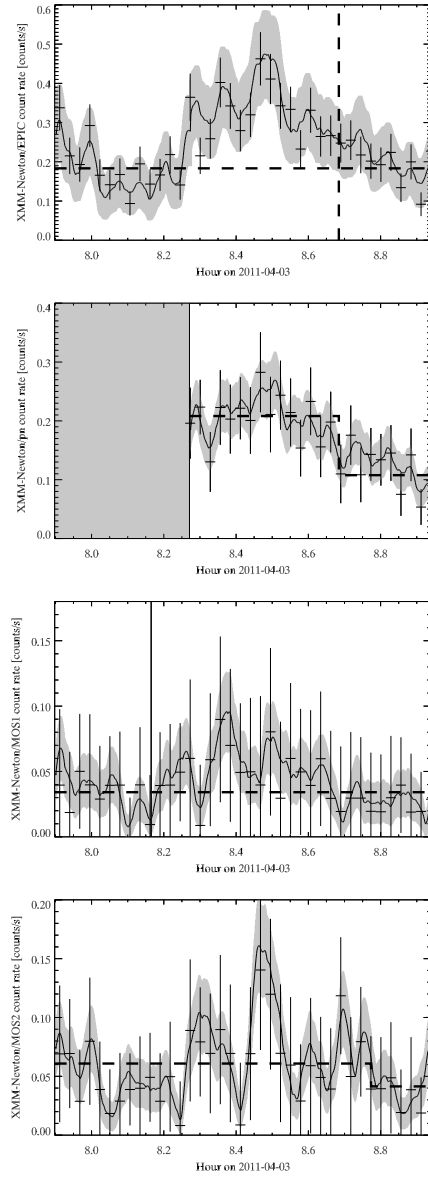 XMM-Newton/EPIC count rate [counts/s]
0.6
0.5
0.4
0.3
0.2
0.1
0.0
8.0 8.2 8.4 8.6 8.8
Hour on 2011-04-03
XMM-Newton/pn count rate [counts/s]
0.4
0.3
0.2
0.1
0.0
8.0 8.2 8.4 8.6 8.8
Hour on 2011-04-03
XMM-Newton/MOS1 count rate [counts/s]
0.15
0.10
0.05
0.00
8.0 8.2 8.4 8.6 8.8
Hour on 2011-04-03
XMM-Newton/MOS2 count rate [counts/s]
0.20
0.15
0.10
0.05
0.00
8.0 8.2 8.4 8.6 8.8
Hour on 2011-04-03